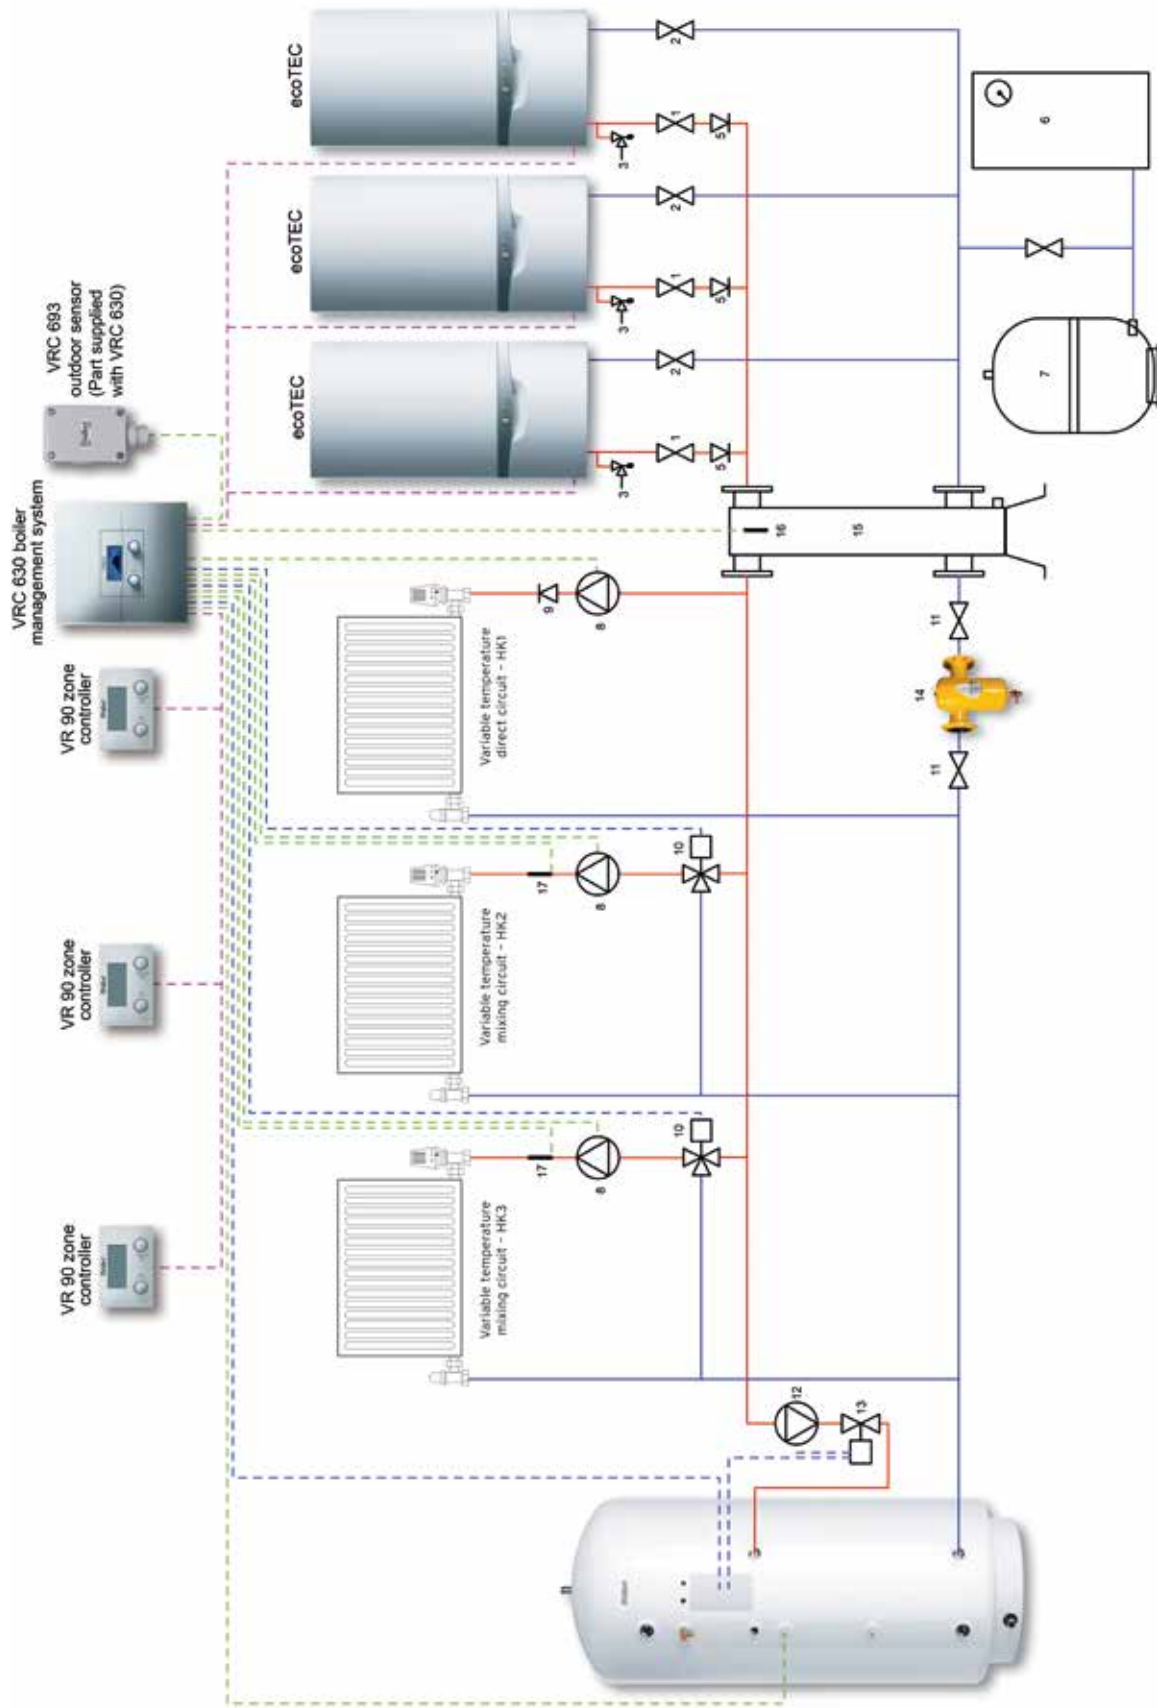 VR 90 zone
controller
VR 90 zone
controller
VR 90 zone
controller
VRC 630 boiler
management system
VRC 693
outdoor sensor
(Part supplied
with VRC 630)
ecoTEC
ecoTEC
ecoTEC
Variable temperature
mixing circuit - HK3
Variable temperature
mixing circuit - HK2
Variable temperature
direct circuit - HK1
17
17
9
8
8
8
3
3
3
10
10
1
2
1
2
1
2
5
5
5
16
12
13
15
14
11
11
7
6